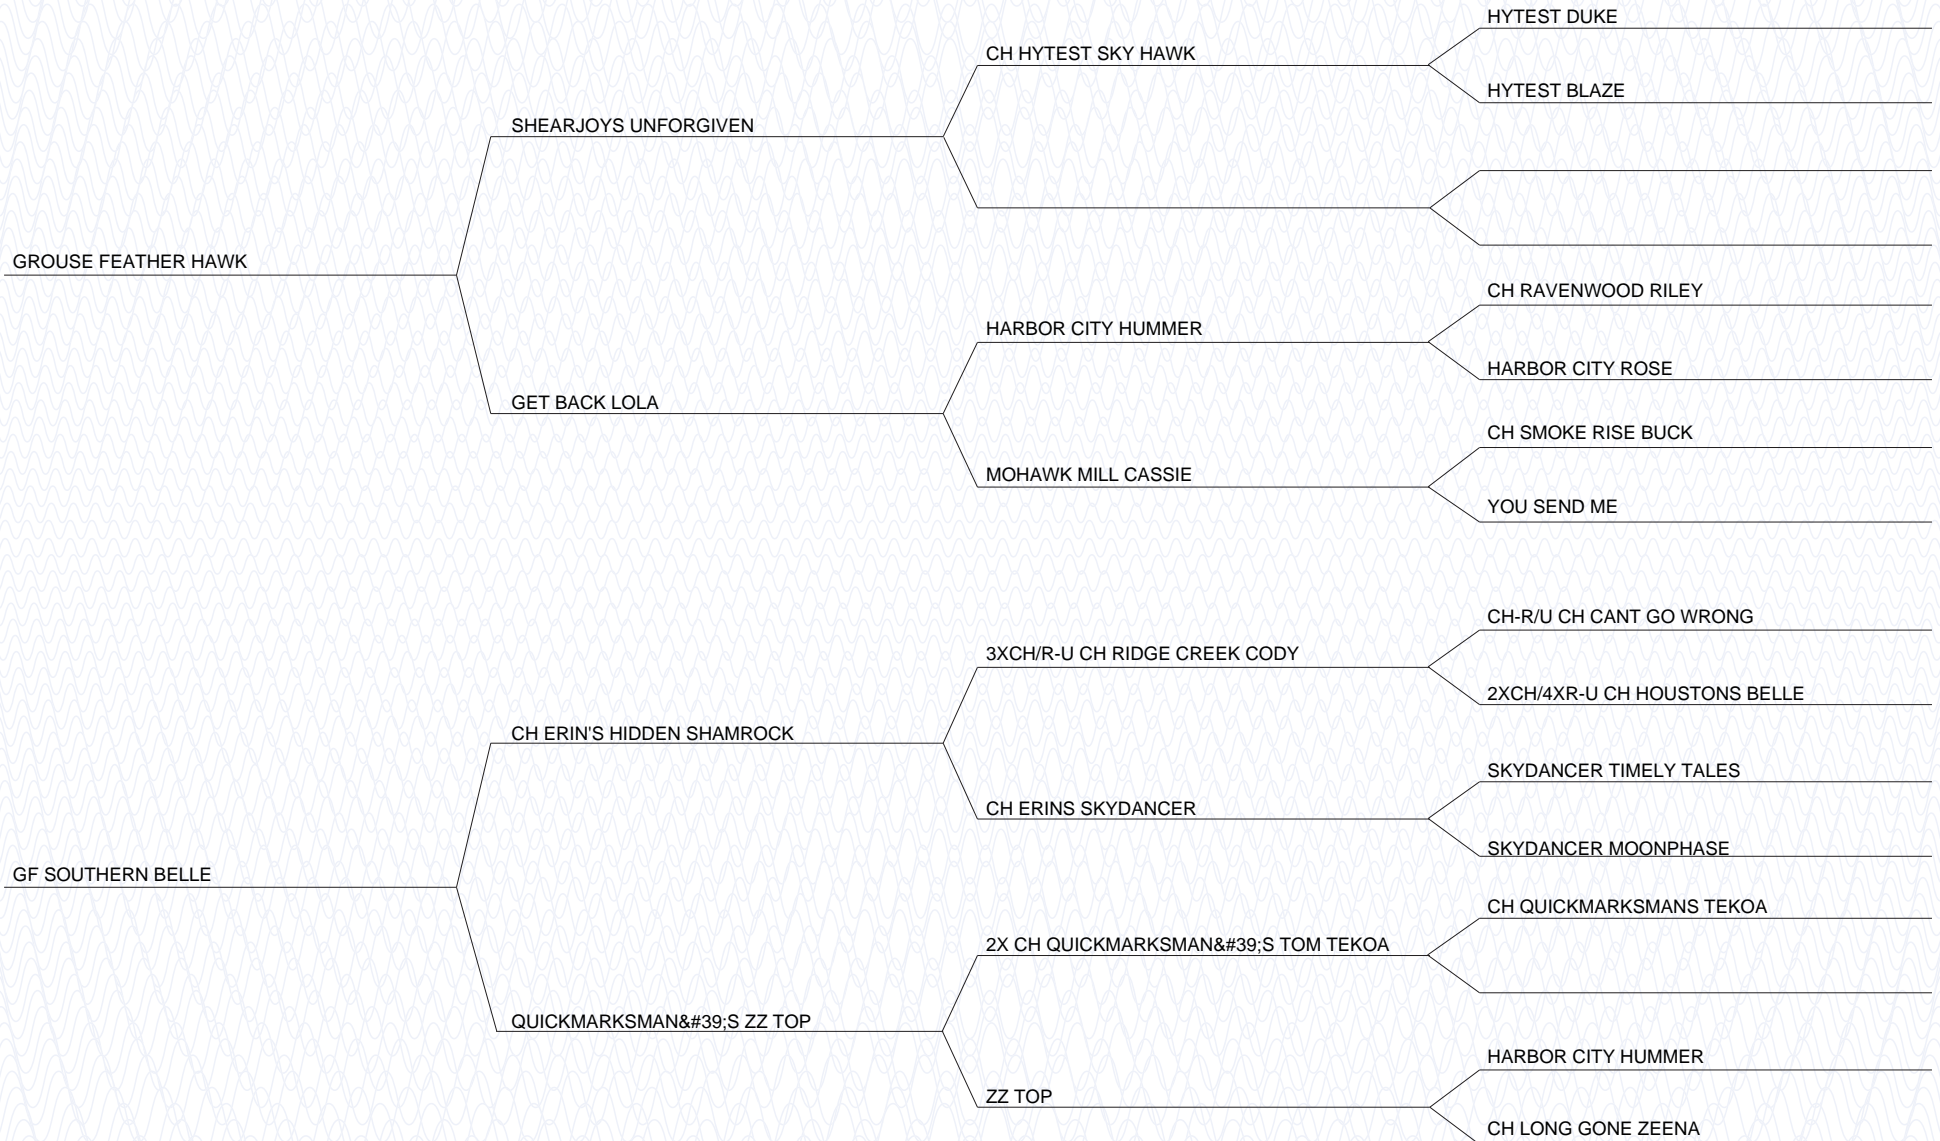 HYTEST DUKE
CH HYTEST SKY HAWK
HYTEST BLAZE
SHEARJOYS UNFORGIVEN
GROUSE FEATHER HAWK
CH RAVENWOOD RILEY
HARBOR CITY HUMMER
HARBOR CITY ROSE
GET BACK LOLA
CH SMOKE RISE BUCK
MOHAWK MILL CASSIE
YOU SEND ME
CH-R/U CH CANT GO WRONG
3XCH/R-U CH RIDGE CREEK CODY
2XCH/4XR-U CH HOUSTONS BELLE
CH ERIN'S HIDDEN SHAMROCK
SKYDANCER TIMELY TALES
CH ERINS SKYDANCER
SKYDANCER MOONPHASE
GF SOUTHERN BELLE
CH QUICKMARKSMANS TEKOA
2X CH QUICKMARKSMAN&#39;S TOM TEKOA
QUICKMARKSMAN&#39;S ZZ TOP
HARBOR CITY HUMMER
ZZ TOP
CH LONG GONE ZEENA